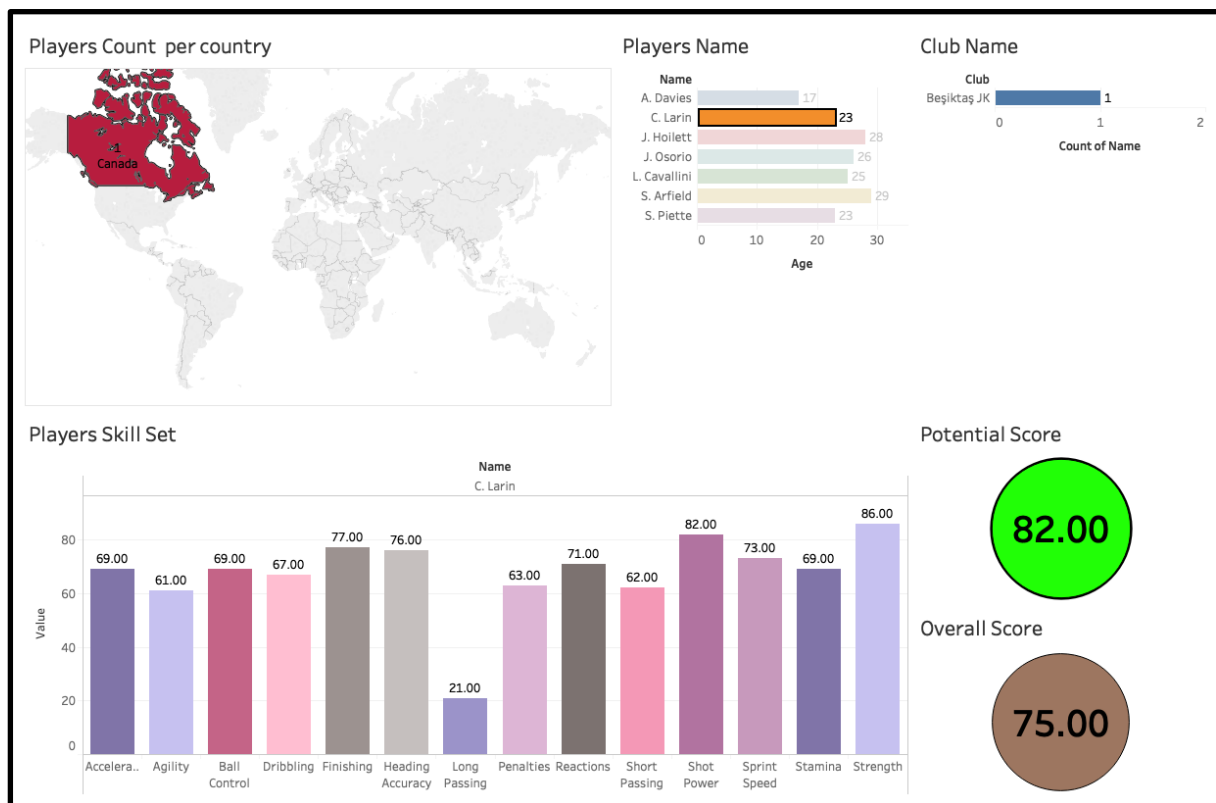 Players Count per country
1
Canada
Players Name
Name
A. Davies 17
C. Larin 23
J. Hoilett 28
J. Osorio 26
L. Cavallini 25
S. Arfield 29
S. Piette 23
0 10 20 30
Age
Club Name
Club
Beşiktaş JK 1
0 1 2
Count of Name
Players Skill Set
Name
C. Larin
Value
80
60
40
20
0
69.00 61.00 69.00 67.00 77.00 76.00 21.00 63.00 71.00 62.00 82.00 73.00 69.00 86.00
Accelera.. Agility Ball Control Dribbling Finishing Heading Accuracy Long Passing Penalties Reactions Short Passing Shot Power Sprint Speed Stamina Strength
Potential Score
82.00
Overall Score
75.00